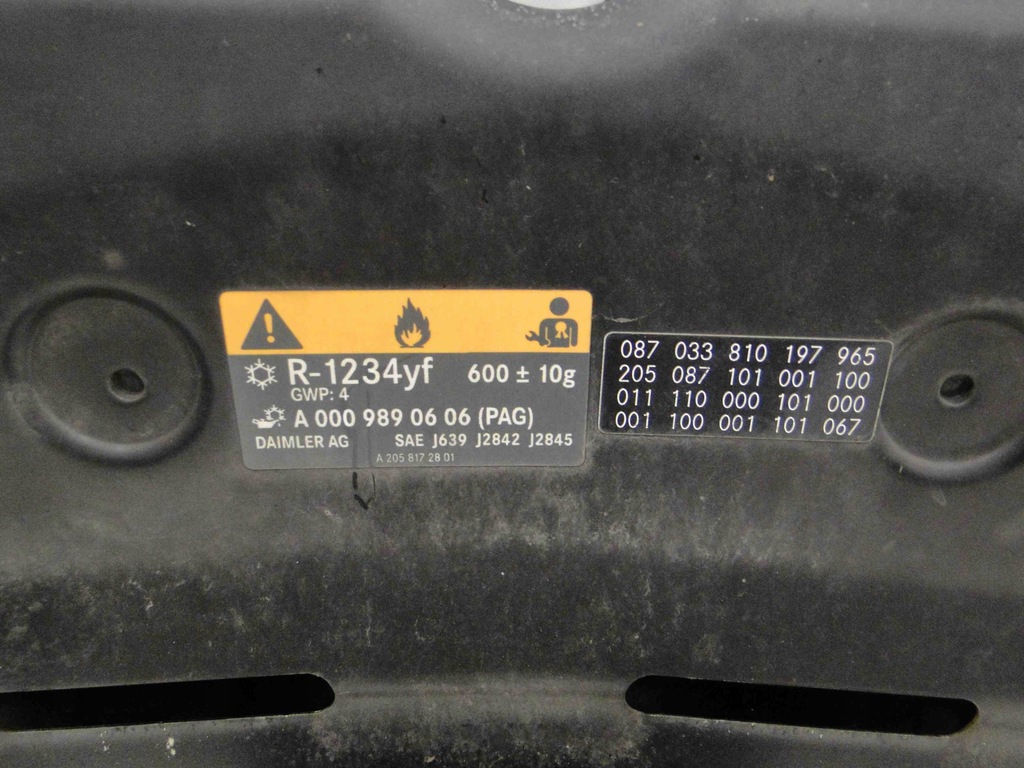 R-1234yf 600 ± 10g
GWP: 4
A 000 989 06 06 (PAG)
DAIMLER AG SAE J639 J2842 J2845
A 205 817 28 01
087 033 810 197 965
205 087 101 001 100
011 110 000 101 000
001 100 001 101 067